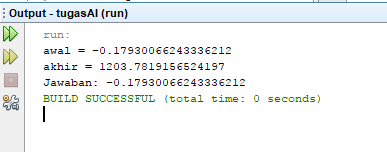 Output - tugasAI (run)
run:
awal = -0.17930066243336212
akhir = 1203.7819156524197
Jawaban: -0.17930066243336212
BUILD SUCCESSFUL (total time: 0 seconds)